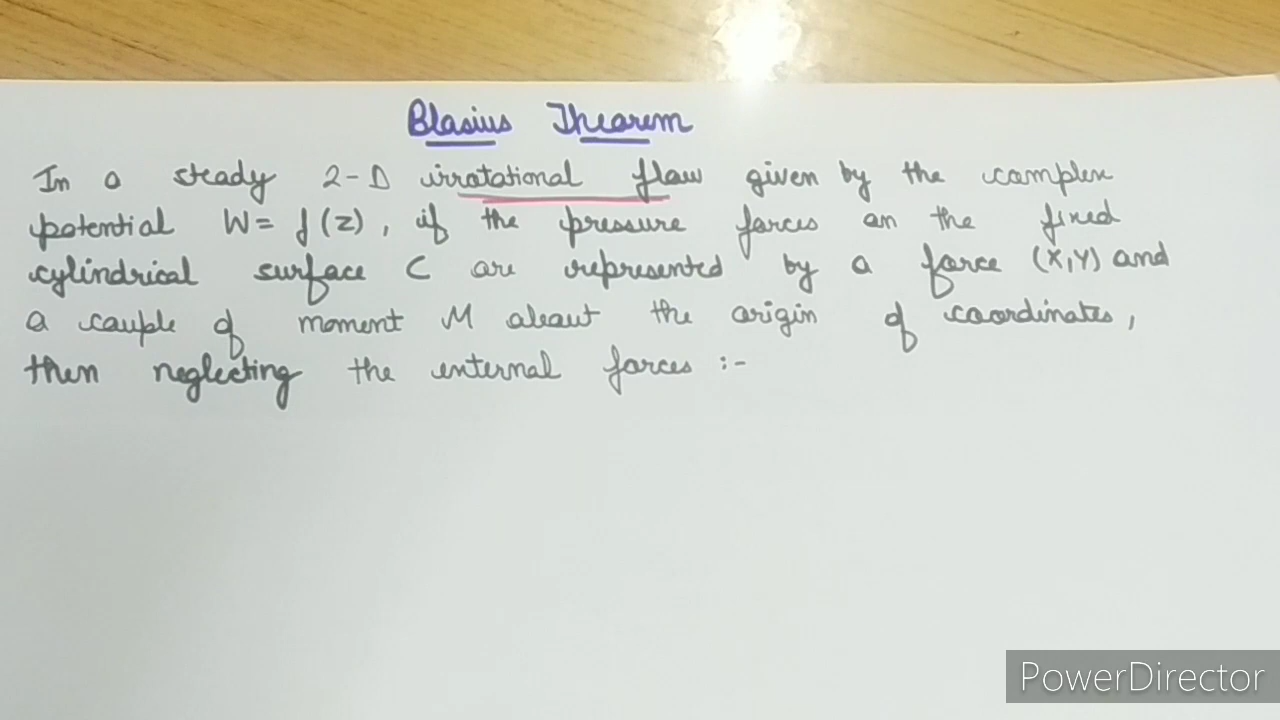 Blasius Theorem
In a steady 2-D irrotational flow given by the complex
potential W = f(z), if the pressure forces on the fixed
cylindrical surface C are represented by a force (X,Y) and
a couple of moment M about the origin of coordinates,
then neglecting the external forces :-
PowerDirector